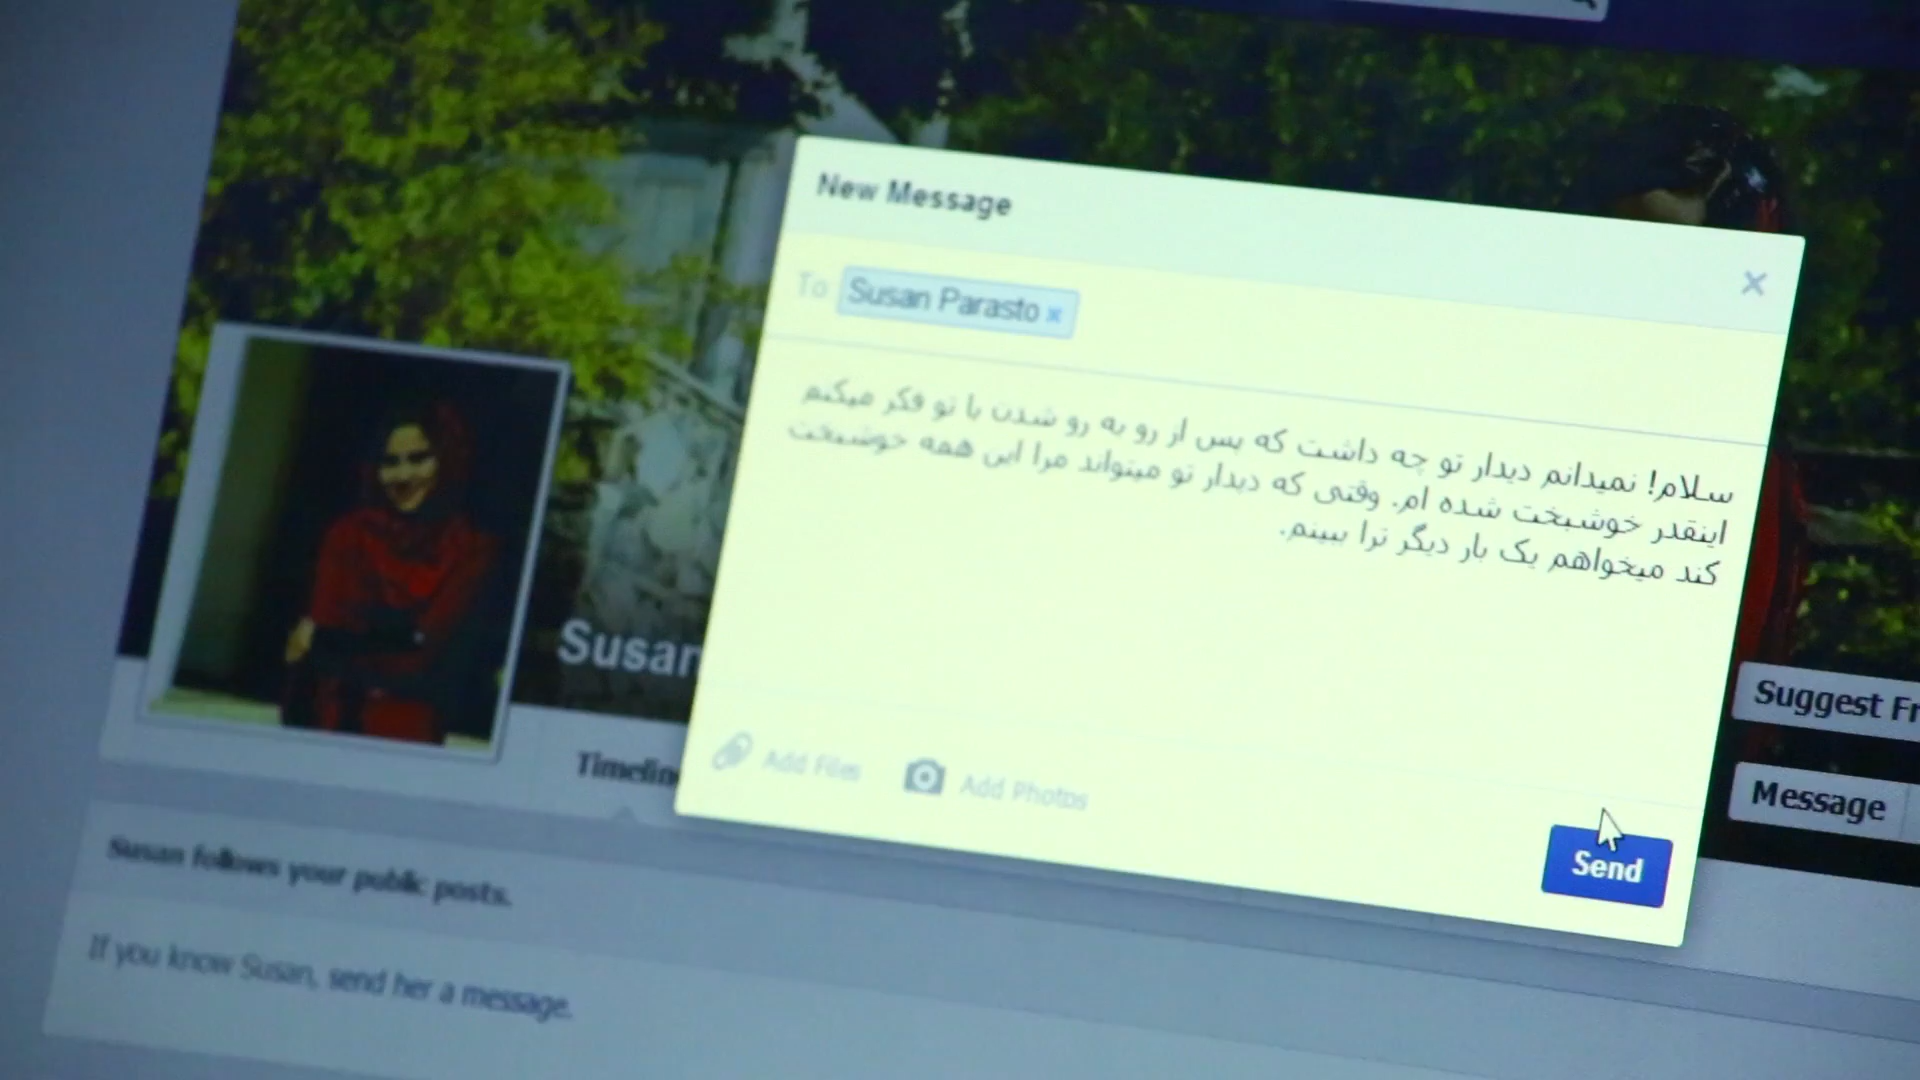 New Message
To Susan Parasto
سلام! نمیدانم دیدار تو چه داشت که پس از رو به رو شدن با تو فکر میکنم
اینقدر خوشبخت شده ام. وقتی که دیدار تو میتواند مرا این همه خوشبخت
کند میخواهم یک بار دیگر ترا ببینم.
Add Files
Add Photos
Send
Susan
Suggest Fr
Message
Timelin
Susan follows your public posts.
If you know Susan, send her a message.